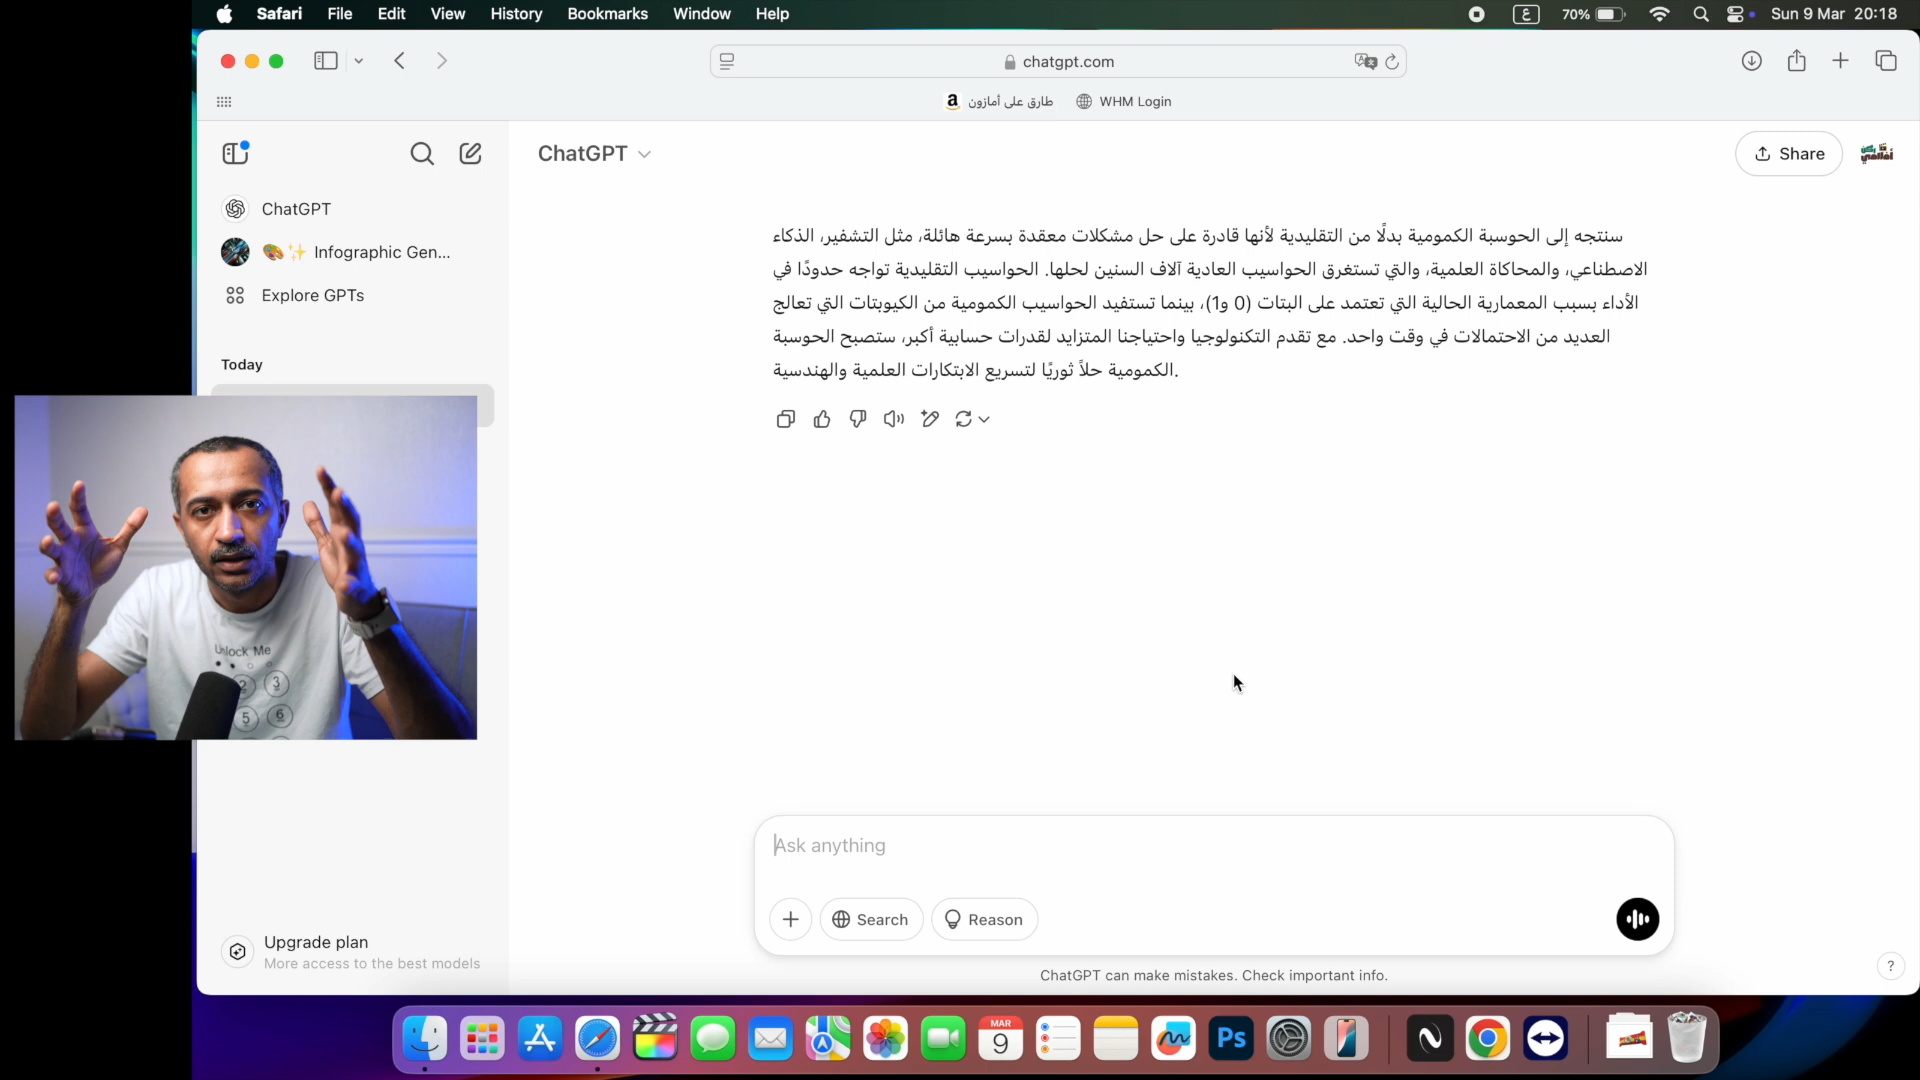 Safari File Edit View History Bookmarks Window Help
ع 70% Sun 9 Mar 20:18
chatgpt.com
طارق على أمازون
WHM Login
ChatGPT
Share
ChatGPT
🎨✨ Infographic Gen...
Explore GPTs
Today
سنتجه إلى الحوسبة الكمومية بدلًا من التقليدية لأنها قادرة على حل مشكلات معقدة بسرعة هائلة، مثل التشفير، الذكاء
الاصطناعي، والمحاكاة العلمية، والتي تستغرق الحواسيب العادية آلاف السنين لحلها. الحواسيب التقليدية تواجه حدودًا في
الأداء بسبب المعمارية الحالية التي تعتمد على البتات (0 و1)، بينما تستفيد الحواسيب الكمومية من الكيوبتات التي تعالج
العديد من الاحتمالات في وقت واحد. مع تقدم التكنولوجيا واحتياجنا المتزايد لقدرات حسابية أكبر، ستصبح الحوسبة
الكمومية حلاً ثوريًا لتسريع الابتكارات العلمية والهندسية.
Unlock Me
2 3
5 6
Ask anything
Search
Reason
Upgrade plan
More access to the best models
ChatGPT can make mistakes. Check important info.
?
MAR
9
Ps